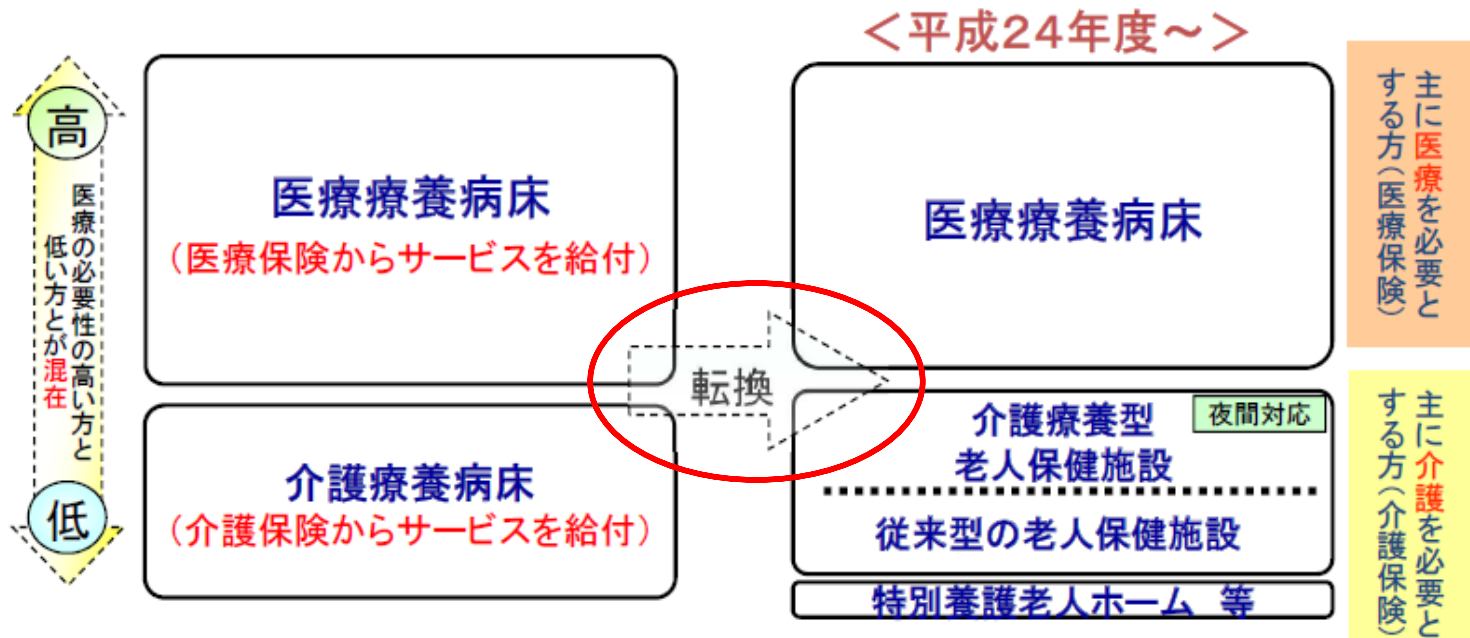 <平成24年度～>
高
医療の必要性の高い方と
低い方とが混在
低
医療療養病床
（医療保険からサービスを給付）
介護療養病床
（介護保険からサービスを給付）
転換
医療療養病床
介護療養型
老人保健施設
夜間対応
従来型の老人保健施設
特別養護老人ホーム 等
主に医療を必要と
する方（医療保険）
主に介護を必要と
する方（介護保険）